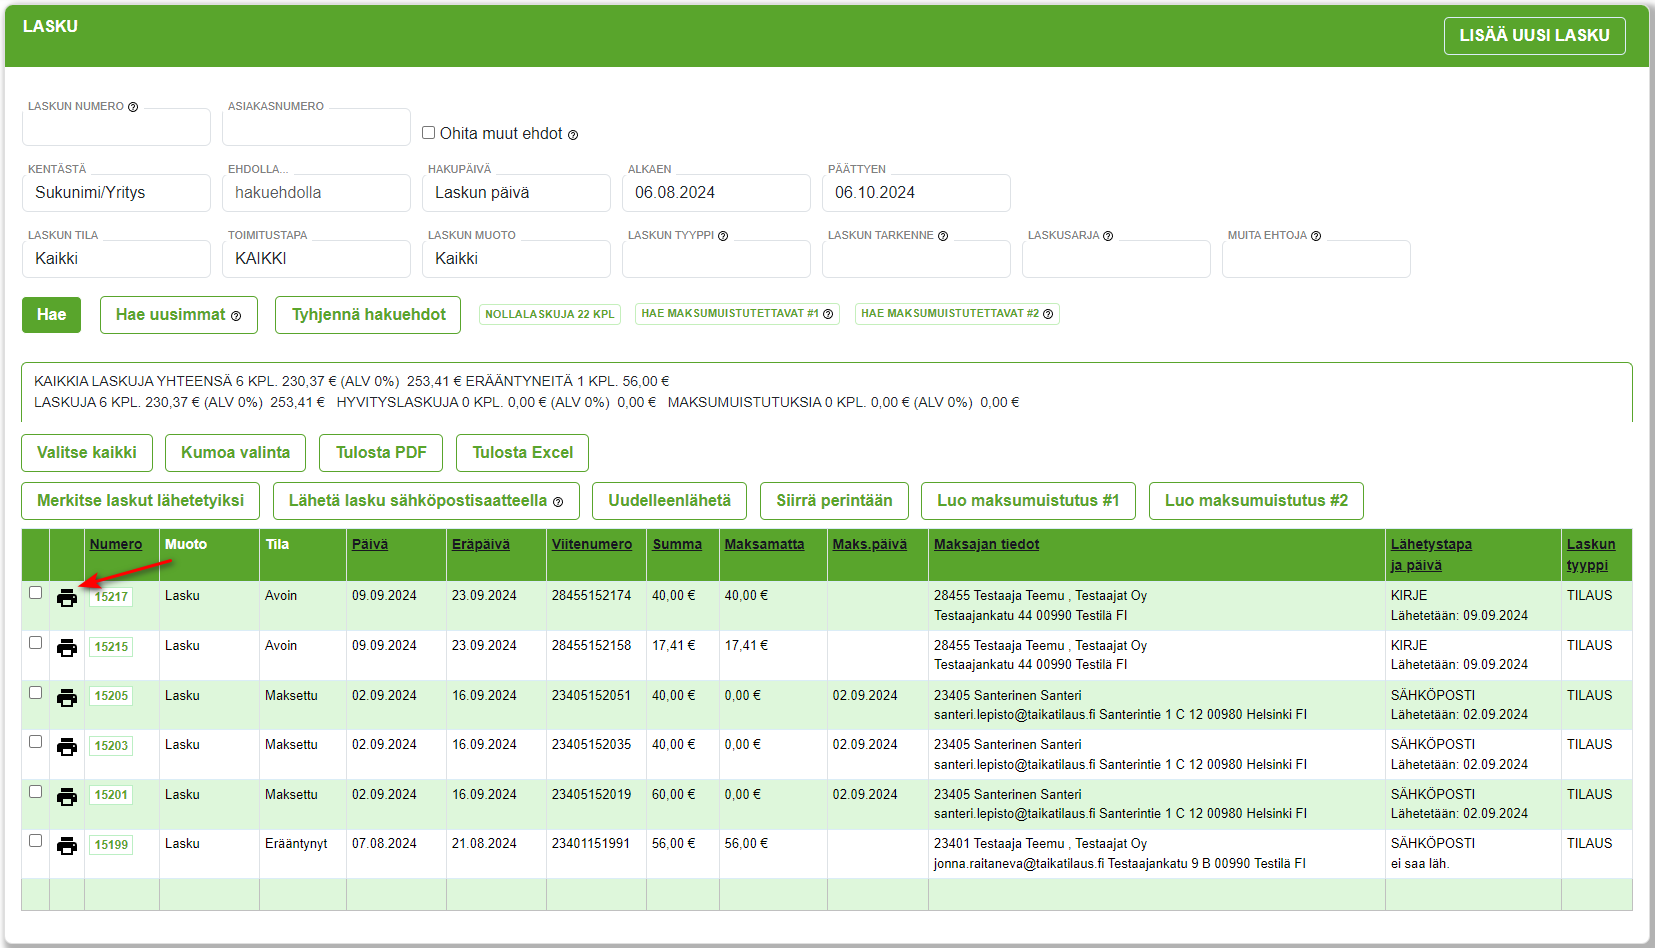 LASKU
LISÄÄ UUSI LASKU
LASKUN NUMERO ?
ASIAKASNUMERO
Ohita muut ehdot ?
KENTÄSTÄ
EHDOLLA...
HAKUPÄIVÄ
ALKAEN
PÄÄTTYEN
Sukunimi/Yritys
hakuehdolla
Laskun päivä
06.08.2024
06.10.2024
LASKUN TILA
TOIMITUSTAPA
LASKUN MUOTO
LASKUN TYYPPI ?
LASKUN TARKENNE ?
LASKUSARJA ?
MUITA EHTOJA ?
Kaikki
KAIKKI
Kaikki
Hae
Hae uusimmat ?
Tyhjennä hakuehdot
NOLLALASKUJA 22 KPL
HAE MAKSUMUISTUTETTAVAT #1 ?
HAE MAKSUMUISTUTETTAVAT #2 ?
KAIKKIA LASKUJA YHTEENSÄ 6 KPL. 230,37 € (ALV 0%) 253,41 € ERÄÄNTYNEITÄ 1 KPL. 56,00 €
LASKUJA 6 KPL. 230,37 € (ALV 0%) 253,41 € HYVITYSLASKUJA 0 KPL. 0,00 € (ALV 0%) 0,00 € MAKSUMUISTUTUKSIA 0 KPL. 0,00 € (ALV 0%) 0,00 €
Valitse kaikki
Kumoa valinta
Tulosta PDF
Tulosta Excel
Merkitse laskut lähetetyiksi
Lähetä lasku sähköpostisaatteella ?
Uudelleenlähetä
Siirrä perintään
Luo maksumuistutus #1
Luo maksumuistutus #2
Numero Muoto Tila Päivä Eräpäivä Viitenumero Summa Maksamatta Maks.päivä Maksajan tiedot Lähetystapa Laskun
ja päivä tyyppi
15217 Lasku Avoin 09.09.2024 23.09.2024 28455152174 40,00 € 40,00 € 28455 Testaaja Teemu , Testaajat Oy KIRJE TILAUS
Testaajankatu 44 00990 Testilä FI Lähetetään: 09.09.2024
15215 Lasku Avoin 09.09.2024 23.09.2024 28455152158 17,41 € 17,41 € 28455 Testaaja Teemu , Testaajat Oy KIRJE TILAUS
Testaajankatu 44 00990 Testilä FI Lähetetään: 09.09.2024
15205 Lasku Maksettu 02.09.2024 16.09.2024 23405152051 40,00 € 0,00 € 02.09.2024 23405 Santerinen Santeri SÄHKÖPOSTI TILAUS
santeri.lepisto@taikatilaus.fi Santerintie 1 C 12 00980 Helsinki FI Lähetetään: 02.09.2024
15203 Lasku Maksettu 02.09.2024 16.09.2024 23405152035 40,00 € 0,00 € 02.09.2024 23405 Santerinen Santeri SÄHKÖPOSTI TILAUS
santeri.lepisto@taikatilaus.fi Santerintie 1 C 12 00980 Helsinki FI Lähetetään: 02.09.2024
15201 Lasku Maksettu 02.09.2024 16.09.2024 23405152019 60,00 € 0,00 € 02.09.2024 23405 Santerinen Santeri SÄHKÖPOSTI TILAUS
santeri.lepisto@taikatilaus.fi Santerintie 1 C 12 00980 Helsinki FI Lähetetään: 02.09.2024
15199 Lasku Erääntynyt 07.08.2024 21.08.2024 23401151991 56,00 € 56,00 € 23401 Testaaja Teemu , Testaajat Oy SÄHKÖPOSTI TILAUS
jonna.raitaneva@taikatilaus.fi Testaajankatu 9 B 00990 Testilä FI ei saa läh.